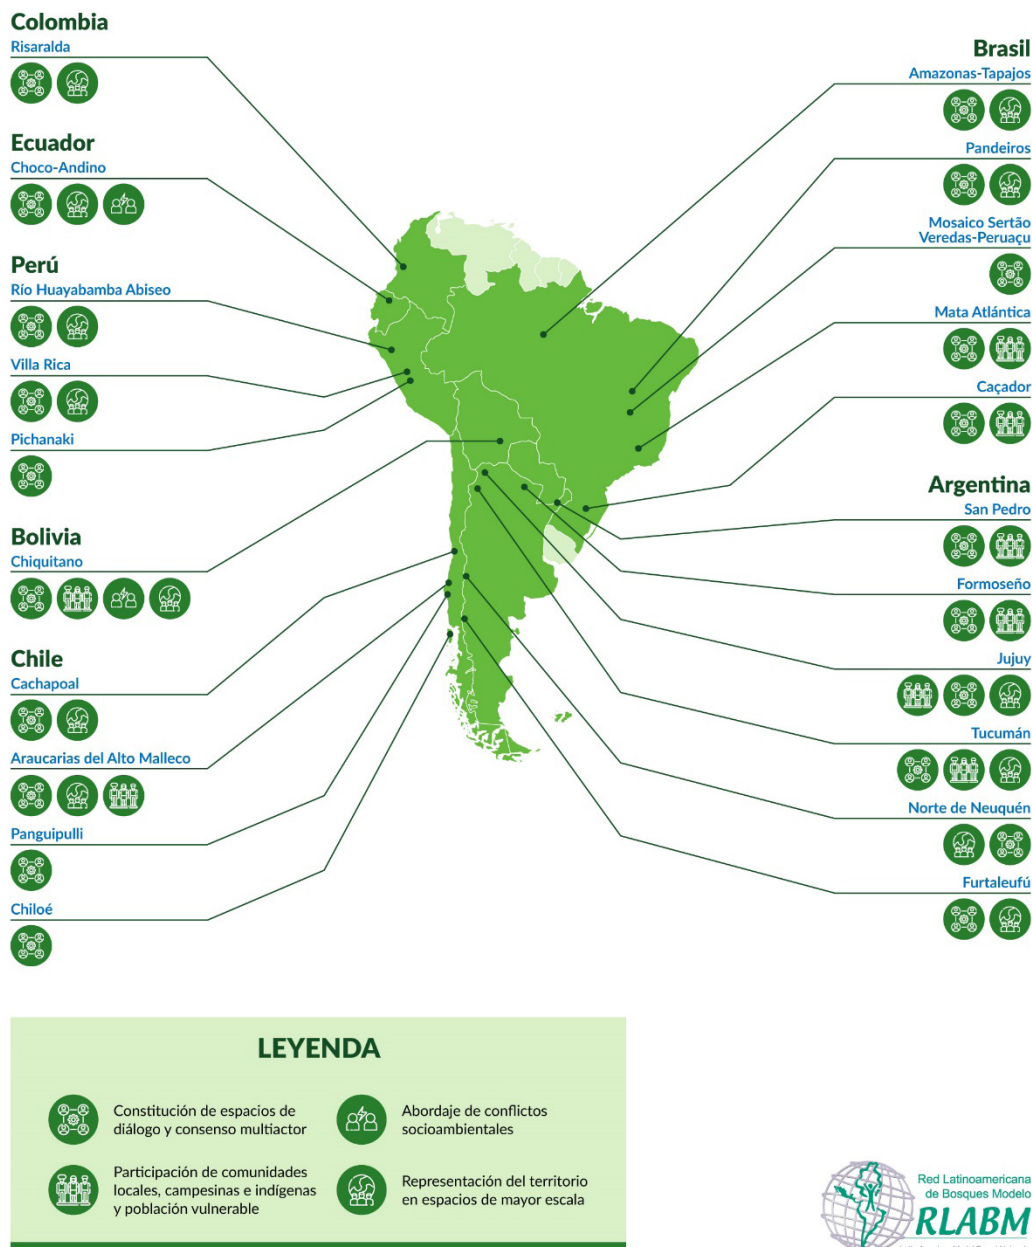 Colombia
Risaralda
Ecuador
Choco-Andino
Perú
Río Huayabamba Abiseo
Villa Rica
Pichanaki
Bolivia
Chiquitano
Chile
Cachapoal
Araucarias del Alto Malleco
Panguipulli
Chiloé
Brasil
Amazonas-Tapajos
Pandeiros
Mosaico Sertão
Veredas-Peruaçu
Mata Atlántica
Caçador
Argentina
San Pedro
Formoseño
Jujuy
Tucumán
Norte de Neuquén
Furtaleufú
LEYENDA
Constitución de espacios de
diálogo y consenso multiactor
Participación de comunidades
locales, campesinas e indígenas
y población vulnerable
Abordaje de conflictos
socioambientales
Representación del territorio
en espacios de mayor escala
Red Latinoamericana
de Bosques Modelo
RLABM